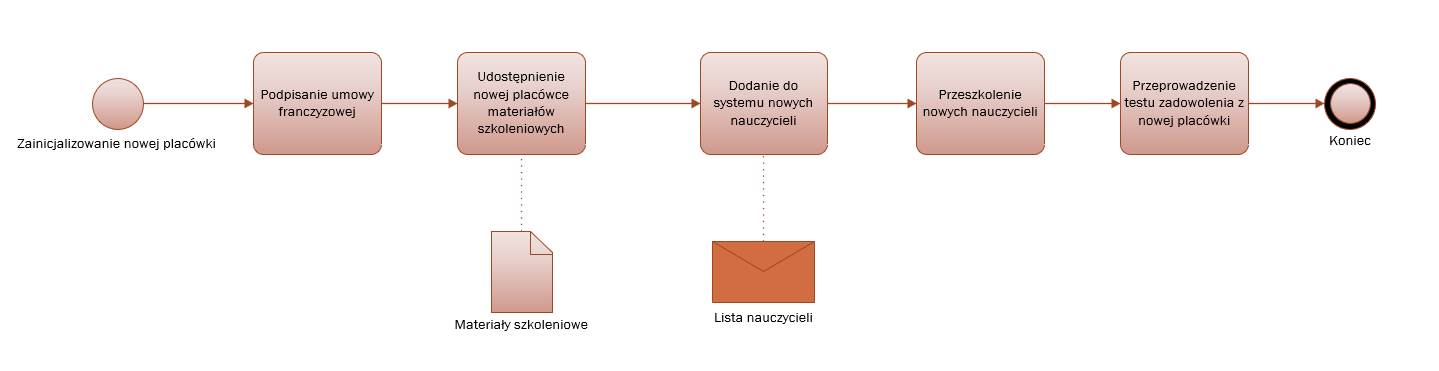 Zainicjalizowanie nowej placówki
Podpisanie umowy
franczyzowej
Udostępnienie
nowej placówce
materiałów
szkoleniowych
Dodanie do
systemu nowych
nauczycieli
Przeszkolenie
nowych nauczycieli
Przeprowadzenie
testu zadowolenia z
nowej placówki
Koniec
Materiały szkoleniowe
Lista nauczycieli